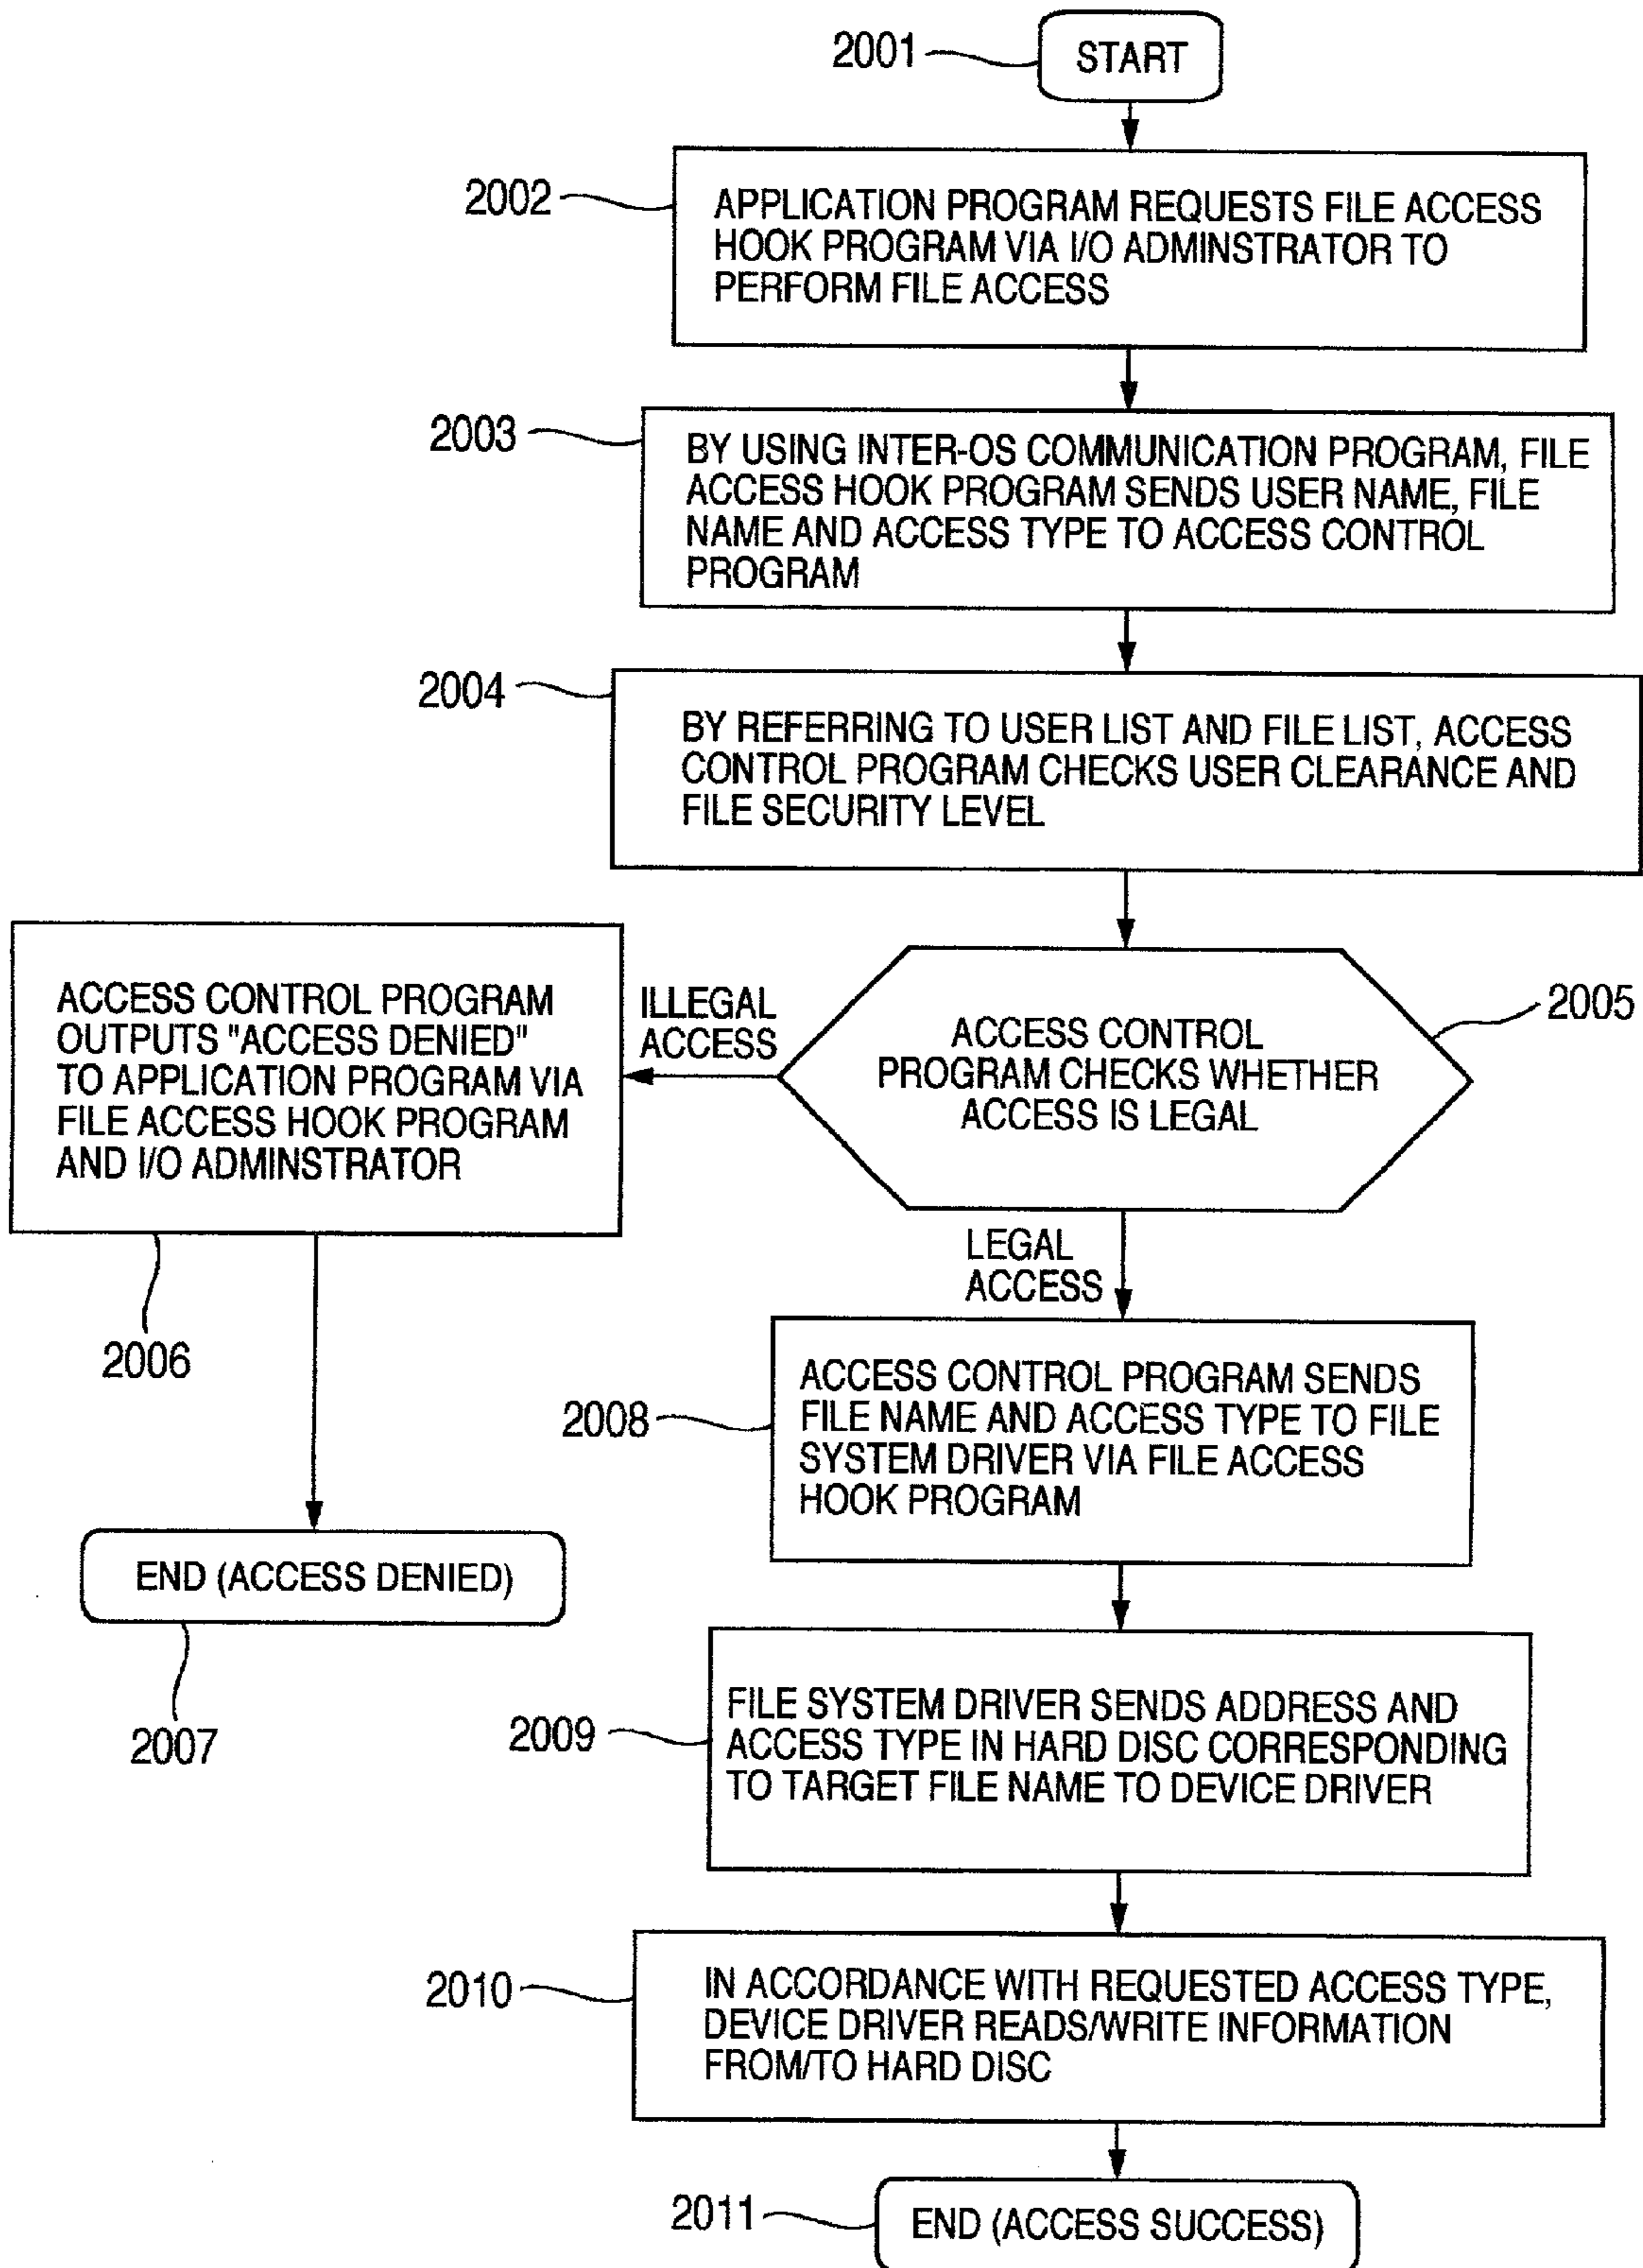 2001
START
2002
APPLICATION PROGRAM REQUESTS FILE ACCESS
HOOK PROGRAM VIA I/O ADMINSTRATOR TO
PERFORM FILE ACCESS
2003
BY USING INTER-OS COMMUNICATION PROGRAM, FILE
ACCESS HOOK PROGRAM SENDS USER NAME, FILE
NAME AND ACCESS TYPE TO ACCESS CONTROL
PROGRAM
2004
BY REFERRING TO USER LIST AND FILE LIST, ACCESS
CONTROL PROGRAM CHECKS USER CLEARANCE AND
FILE SECURITY LEVEL
2005
ACCESS CONTROL
PROGRAM CHECKS WHETHER
ACCESS IS LEGAL
ILLEGAL
ACCESS
ACCESS CONTROL PROGRAM
OUTPUTS "ACCESS DENIED"
TO APPLICATION PROGRAM VIA
FILE ACCESS HOOK PROGRAM
AND I/O ADMINSTRATOR
2006
END (ACCESS DENIED)
2007
LEGAL
ACCESS
2008
ACCESS CONTROL PROGRAM SENDS
FILE NAME AND ACCESS TYPE TO FILE
SYSTEM DRIVER VIA FILE ACCESS
HOOK PROGRAM
2009
FILE SYSTEM DRIVER SENDS ADDRESS AND
ACCESS TYPE IN HARD DISC CORRESPONDING
TO TARGET FILE NAME TO DEVICE DRIVER
2010
IN ACCORDANCE WITH REQUESTED ACCESS TYPE,
DEVICE DRIVER READS/WRITE INFORMATION
FROM/TO HARD DISC
2011
END (ACCESS SUCCESS)